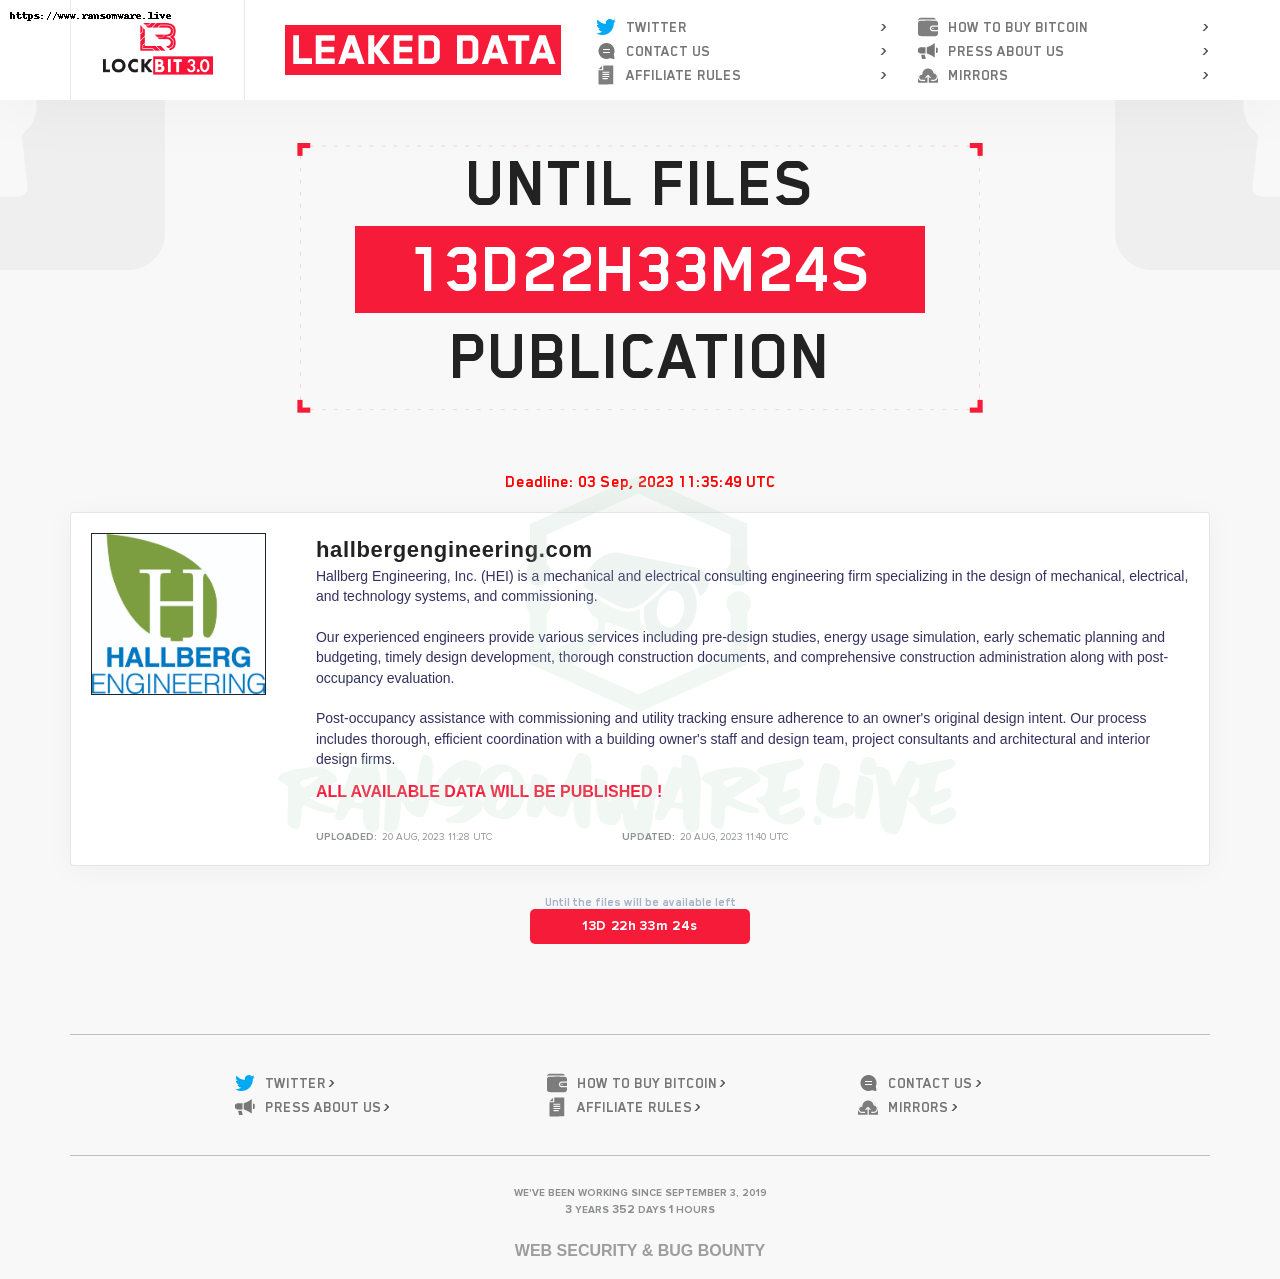 https://www.ransomware.live
LOCKBIT 3.0
LEAKED DATA
TWITTER
CONTACT US
AFFILIATE RULES
HOW TO BUY BITCOIN
PRESS ABOUT US
MIRRORS
UNTIL FILES
13D22H33M24S
PUBLICATION
Deadline: 03 Sep, 2023 11:35:49 UTC
H
HALLBERG
ENGINEERING
hallbergengineering.com
Hallberg Engineering, Inc. (HEI) is a mechanical and electrical consulting engineering firm specializing in the design of mechanical, electrical,
and technology systems, and commissioning.
Our experienced engineers provide various services including pre-design studies, energy usage simulation, early schematic planning and
budgeting, timely design development, thorough construction documents, and comprehensive construction administration along with post-
occupancy evaluation.
Post-occupancy assistance with commissioning and utility tracking ensure adherence to an owner's original design intent. Our process
includes thorough, efficient coordination with a building owner's staff and design team, project consultants and architectural and interior
design firms.
ALL AVAILABLE DATA WILL BE PUBLISHED !
RANSOMWARE.LIVE
UPLOADED: 20 AUG, 2023 11:28 UTC
UPDATED: 20 AUG, 2023 11:40 UTC
Until the files will be available left
13D 22h 33m 24s
TWITTER
HOW TO BUY BITCOIN
CONTACT US
PRESS ABOUT US
AFFILIATE RULES
MIRRORS
WE'VE BEEN WORKING SINCE SEPTEMBER 3, 2019
3 YEARS 352 DAYS 1 HOURS
WEB SECURITY & BUG BOUNTY